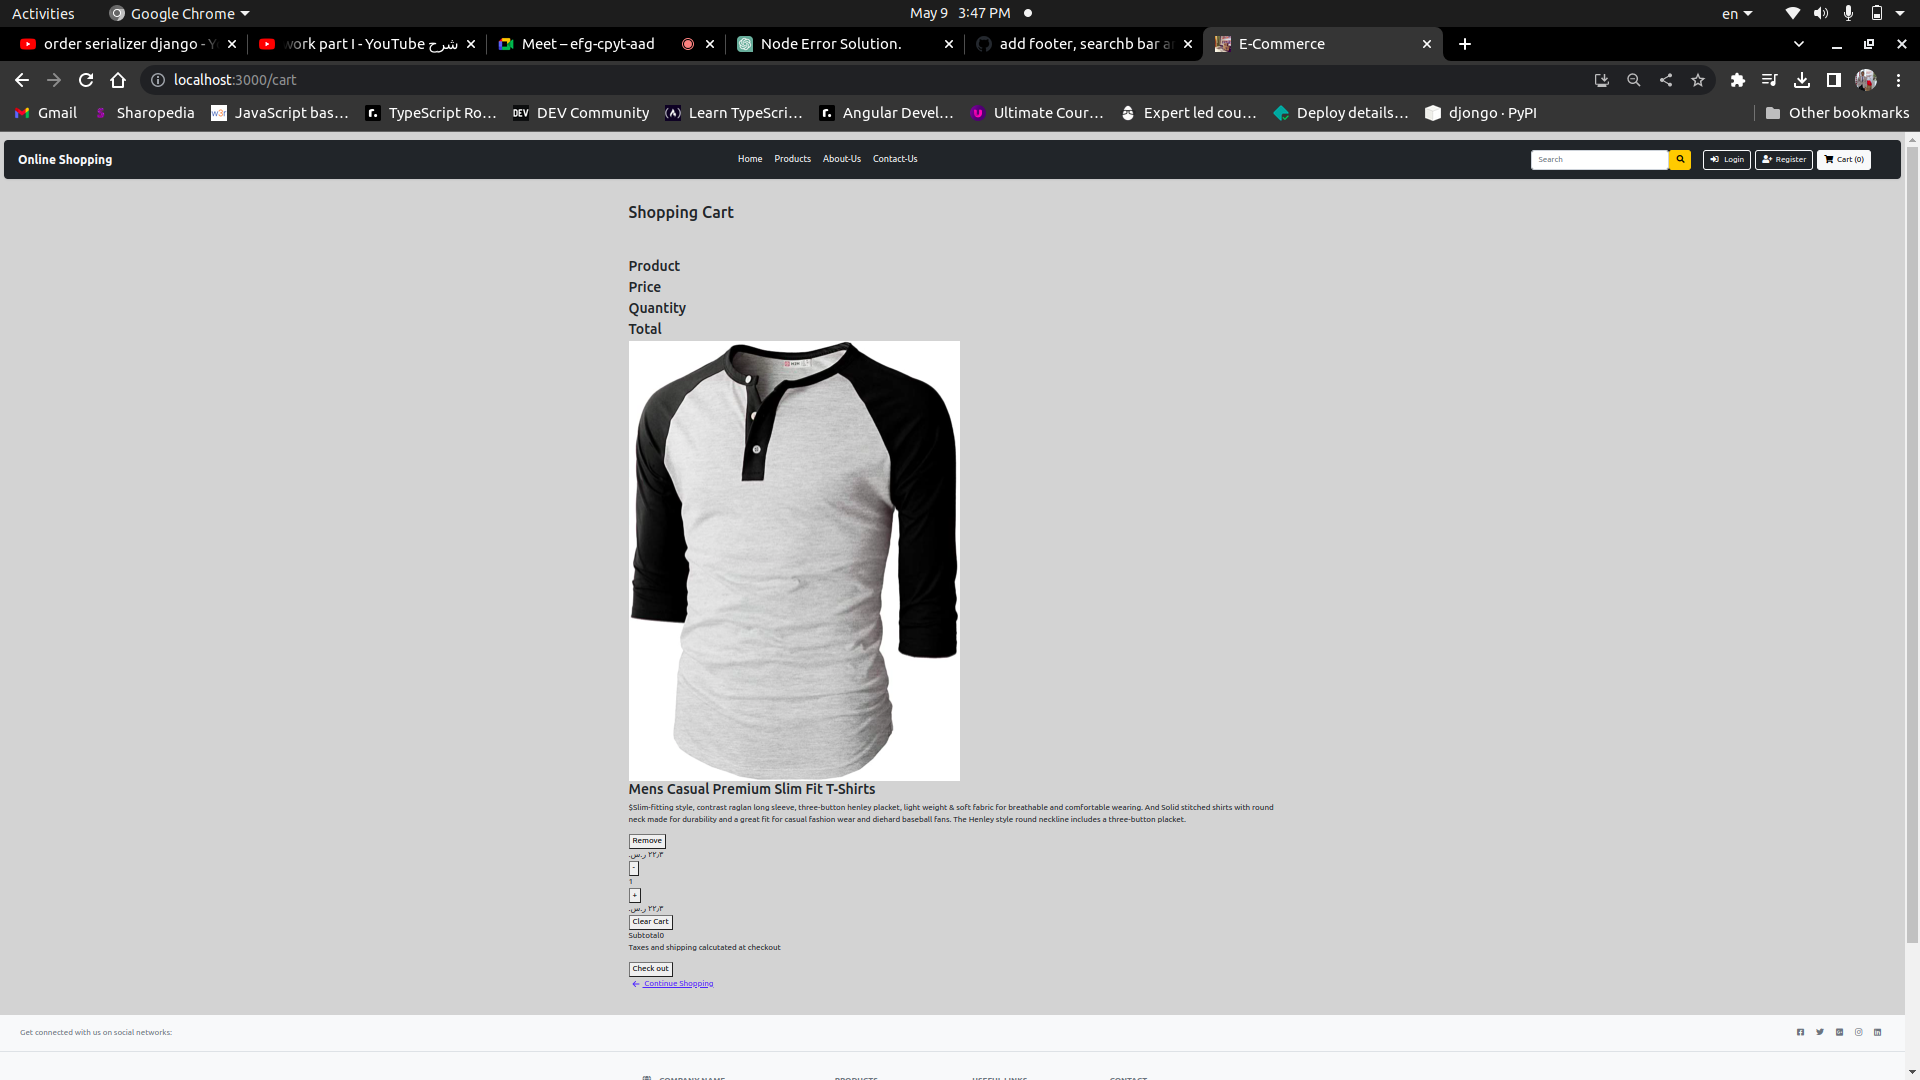 Activities
Google Chrome
May 9 3:47 PM
en
order serializer django - Y
work part I - YouTube شرح
Meet – efg-cpyt-aad
Node Error Solution.
add footer, searchb bar a
E-Commerce
localhost:3000/cart
Gmail
Sharopedia
JavaScript bas…
TypeScript Ro…
DEV Community
Learn TypeScri…
Angular Devel…
Ultimate Cour…
Expert led cou…
Deploy details…
djongo · PyPI
Other bookmarks
Online Shopping
Home
Products
About-Us
Contact-Us
Search
Login
Register
Cart (0)
Shopping Cart
Product
Price
Quantity
Total
Mens Casual Premium Slim Fit T-Shirts
$Slim-fitting style, contrast raglan long sleeve, three-button henley placket, light weight & soft fabric for breathable and comfortable wearing. And Solid stitched shirts with round
neck made for durability and a great fit for casual fashion wear and diehard baseball fans. The Henley style round neckline includes a three-button placket.
Remove
٢٢٫٣ ر.س.
-
1
+
٢٢٫٣ ر.س.
Clear Cart
Subtotal0
Taxes and shipping calcutated at checkout
Check out
Continue Shopping
Get connected with us on social networks:
COMPANY NAME
PRODUCTS
USEFUL LINKS
CONTACT